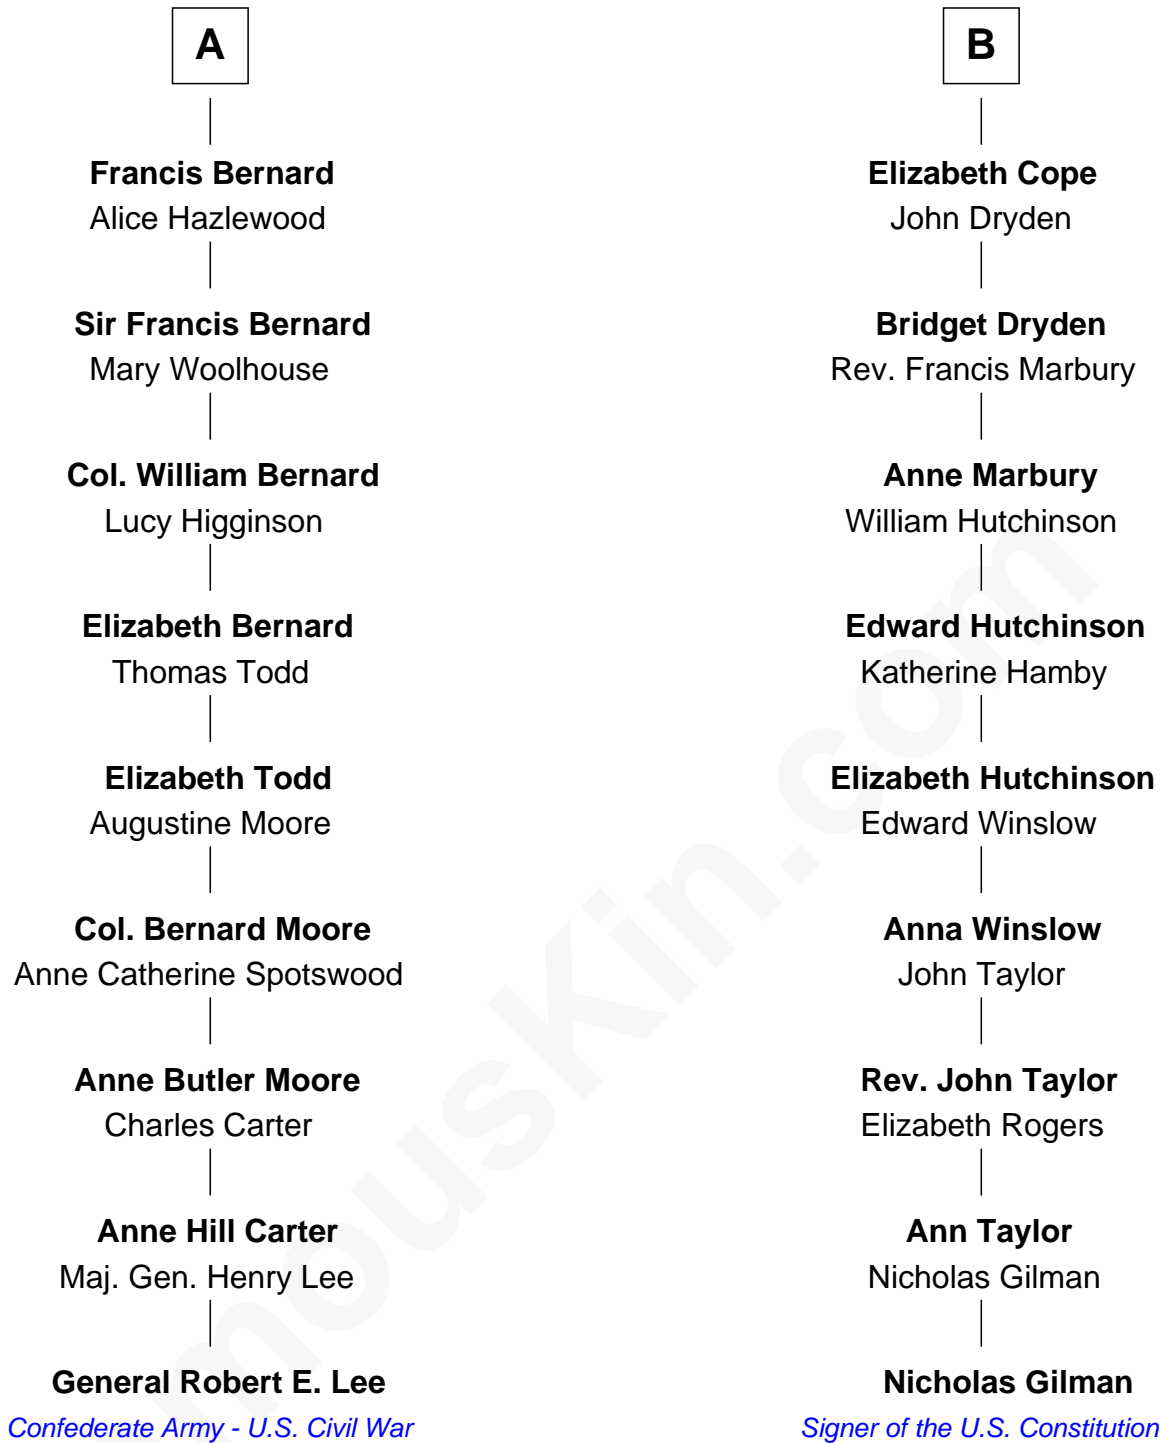 A
Francis Bernard
Alice Hazlewood
Sir Francis Bernard
Mary Woolhouse
Col. William Bernard
Lucy Higginson
Elizabeth Bernard
Thomas Todd
Elizabeth Todd
Augustine Moore
Col. Bernard Moore
Anne Catherine Spotswood
Anne Butler Moore
Charles Carter
Anne Hill Carter
Maj. Gen. Henry Lee
General Robert E. Lee
Confederate Army - U.S. Civil War
B
Elizabeth Cope
John Dryden
Bridget Dryden
Rev. Francis Marbury
Anne Marbury
William Hutchinson
Edward Hutchinson
Katherine Hamby
Elizabeth Hutchinson
Edward Winslow
Anna Winslow
John Taylor
Rev. John Taylor
Elizabeth Rogers
Ann Taylor
Nicholas Gilman
Nicholas Gilman
Signer of the U.S. Constitution
mousKin.com